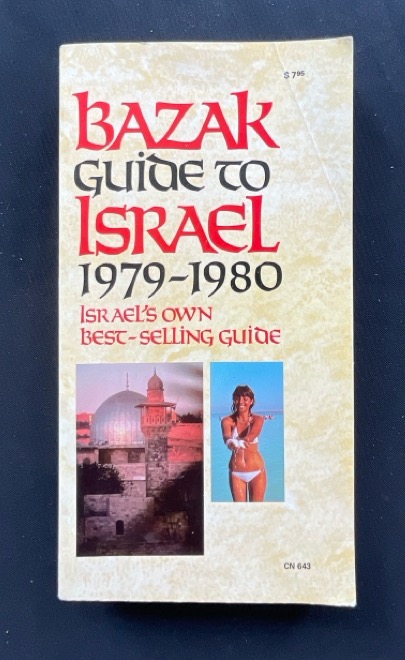 $ 7.95
BAZAK
GUIDE TO
ISRAEL
1979-1980
ISRAEL'S OWN
BEST-SELLING GUIDE
CN 643